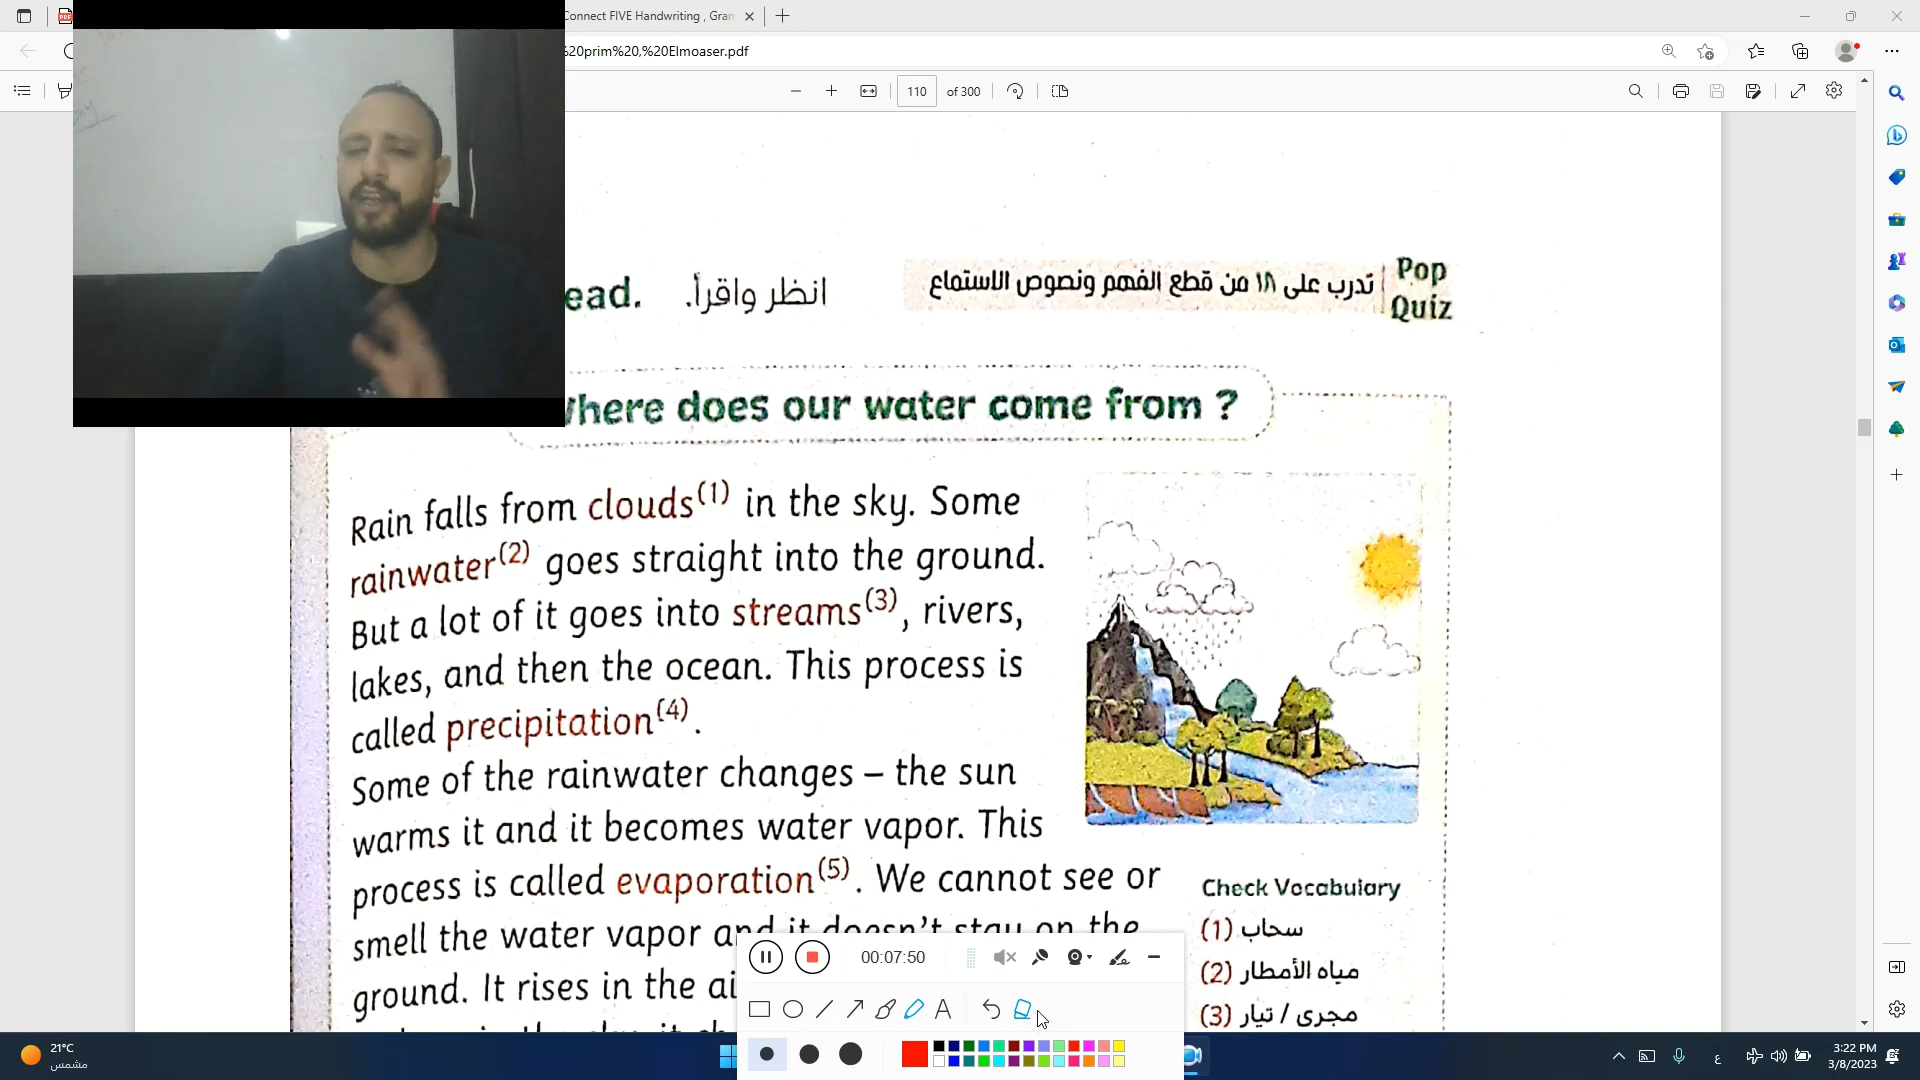 Connect FIVE Handwriting , Gram
%20prim%20,%20Elmoaser.pdf
110 of 300
Pop
Quiz
تدرب على ١٨ من قطع الفهم ونصوص الاستماع
ead. انظر واقرأ.
Where does our water come from ?
Rain falls from clouds(1) in the sky. Some
rainwater(2) goes straight into the ground.
But a lot of it goes into streams(3), rivers,
lakes, and then the ocean. This process is
called precipitation(4).
Some of the rainwater changes – the sun
warms it and it becomes water vapor. This
process is called evaporation(5). We cannot see or
smell the water vapor and it doesn't stay on the
ground. It rises in the ai
Check Vocabulary
(1) سحاب
(2) مياه الأمطار
(3) مجرى / تيار
00:07:50
21°C
مشمس
ع
3:22 PM
3/8/2023